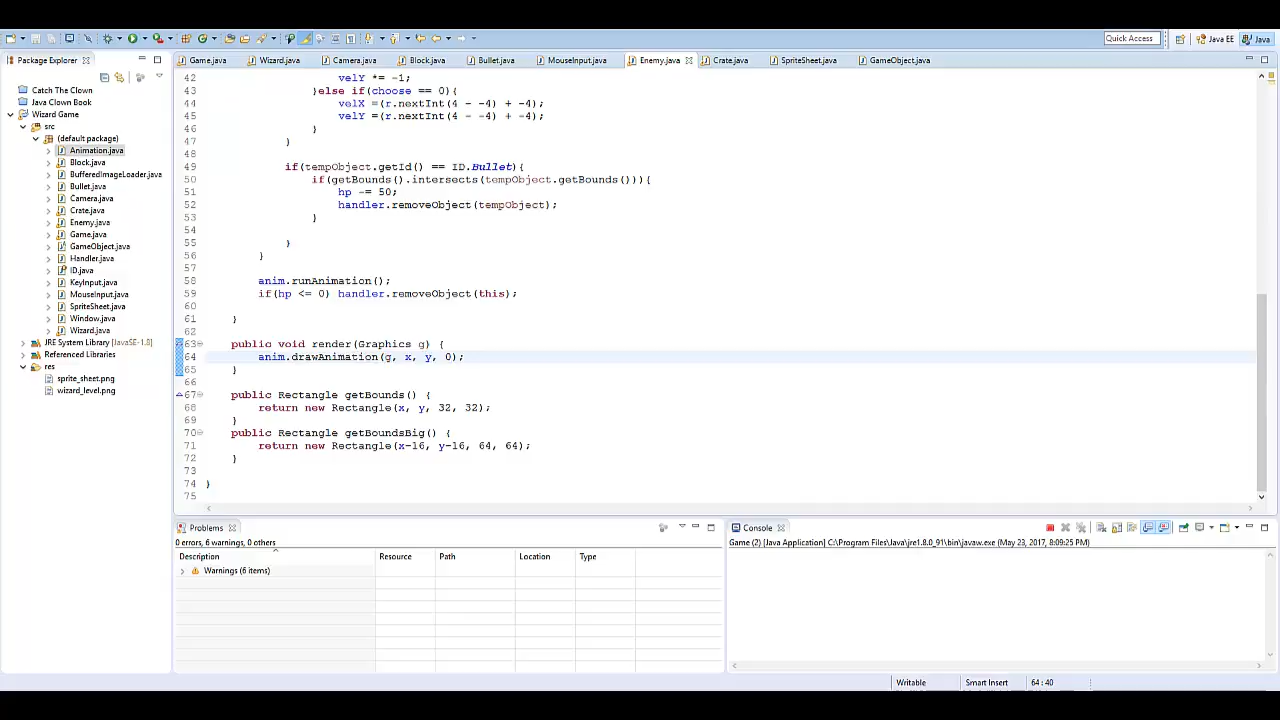 Quick Access
Java EE
Java
Package Explorer
Game.java
Wizard.java
Camera.java
Block.java
Bullet.java
MouseInput.java
Enemy.java
Crate.java
SpriteSheet.java
GameObject.java
Catch The Clown
Java Clown Book
Wizard Game
src
(default package)
Animation.java
Block.java
BufferedImageLoader.java
Bullet.java
Camera.java
Crate.java
Enemy.java
Game.java
GameObject.java
Handler.java
ID.java
KeyInput.java
MouseInput.java
SpriteSheet.java
Window.java
Wizard.java
JRE System Library [JavaSE-1.8]
Referenced Libraries
res
sprite_sheet.png
wizard_level.png
42 velY *= -1;
43 }else if(choose == 0){
44 velX =(r.nextInt(4 - -4) + -4);
45 velY =(r.nextInt(4 - -4) + -4);
46 }
47 }
48
49 if(tempObject.getId() == ID.Bullet){
50 if(getBounds().intersects(tempObject.getBounds())){
51 hp -= 50;
52 handler.removeObject(tempObject);
53 }
54
55 }
56 }
57
58 anim.runAnimation();
59 if(hp <= 0) handler.removeObject(this);
60
61 }
62
63 public void render(Graphics g) {
64 anim.drawAnimation(g, x, y, 0);
65 }
66
67 public Rectangle getBounds() {
68 return new Rectangle(x, y, 32, 32);
69 }
70 public Rectangle getBoundsBig() {
71 return new Rectangle(x-16, y-16, 64, 64);
72 }
73
74 }
75
Problems
0 errors, 6 warnings, 0 others
Description Resource Path Location Type
Warnings (6 items)
Console
Game (2) [Java Application] C:\Program Files\Java\jre1.8.0_91\bin\javaw.exe (May 23, 2017, 8:09:25 PM)
Writable
Smart Insert
64 : 40